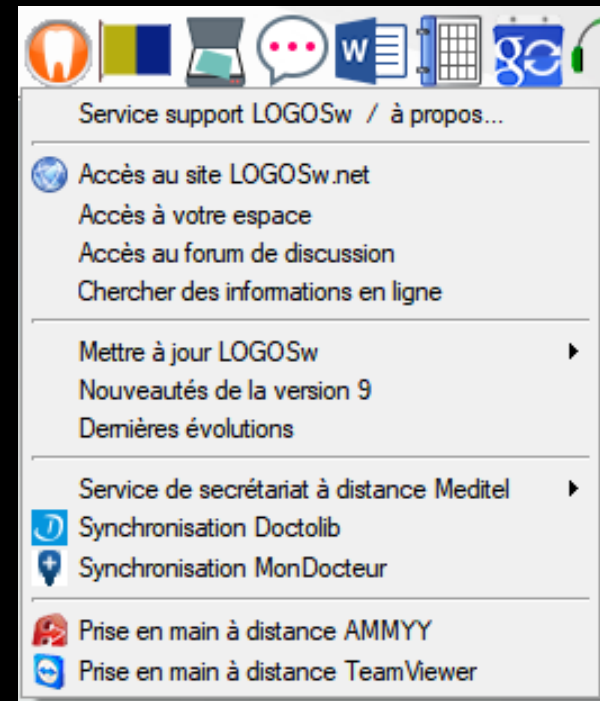 W
g
Service support LOGOSw / à propos...
Accès au site LOGOSw.net
Accès à votre espace
Accès au forum de discussion
Chercher des informations en ligne
Mettre à jour LOGOSw
Nouveautés de la version 9
Dernières évolutions
Service de secrétariat à distance Meditel
Synchronisation Doctolib
Synchronisation MonDocteur
Prise en main à distance AMMYY
Prise en main à distance TeamViewer